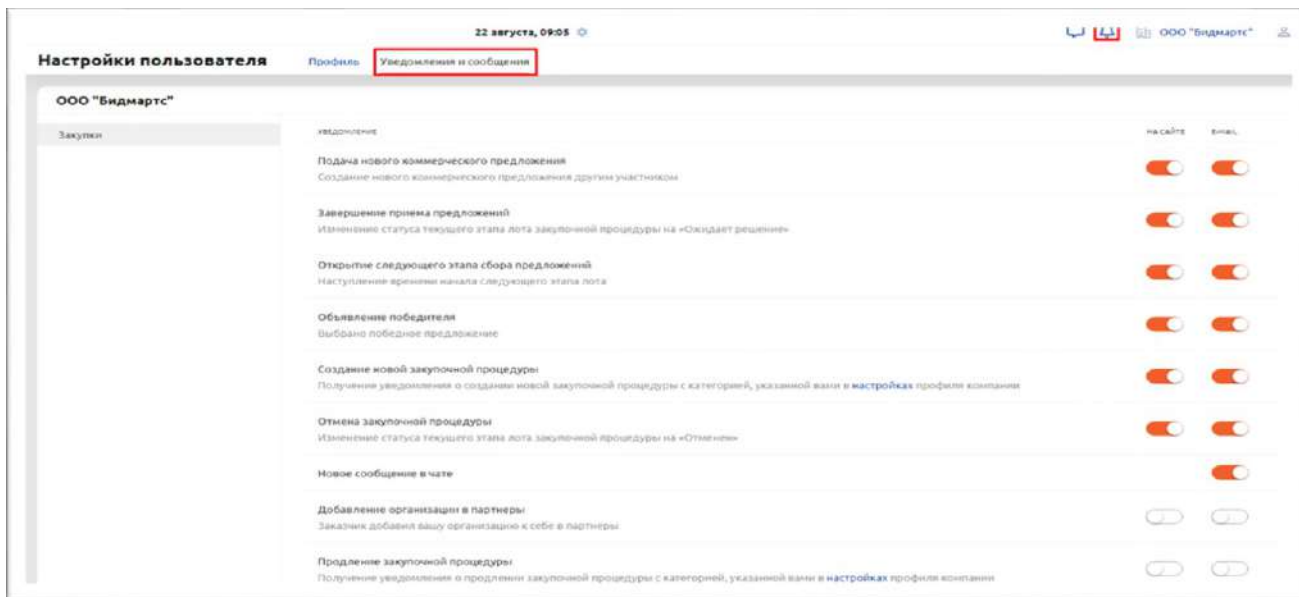 22 августа, 09:05
ООО "Бидмартс"
Настройки пользователя
Профиль
Уведомления и сообщения
ООО "Бидмартс"
Закупки
УВЕДОМЛЕНИЕ
НА САЙТЕ
EMAIL
Подача нового коммерческого предложения
Создание нового коммерческого предложения другим участником
Завершение приема предложений
Изменение статуса текущего этапа лота закупочной процедуры на «Ожидает решение»
Открытие следующего этапа сбора предложений
Наступление времени начала следующего этапа лота
Объявление победителя
Выбрано победное предложение
Создание новой закупочной процедуры
Получение уведомления о создании новой закупочной процедуры с категорией, указанной вами в настройках профиля компании
Отмена закупочной процедуры
Изменение статуса текущего этапа лота закупочной процедуры на «Отменен»
Новое сообщение в чате
Добавление организации в партнеры
Заказчик добавил вашу организацию к себе в партнеры
Продление закупочной процедуры
Получение уведомления о продлении закупочной процедуры с категорией, указанной вами в настройках профиля компании